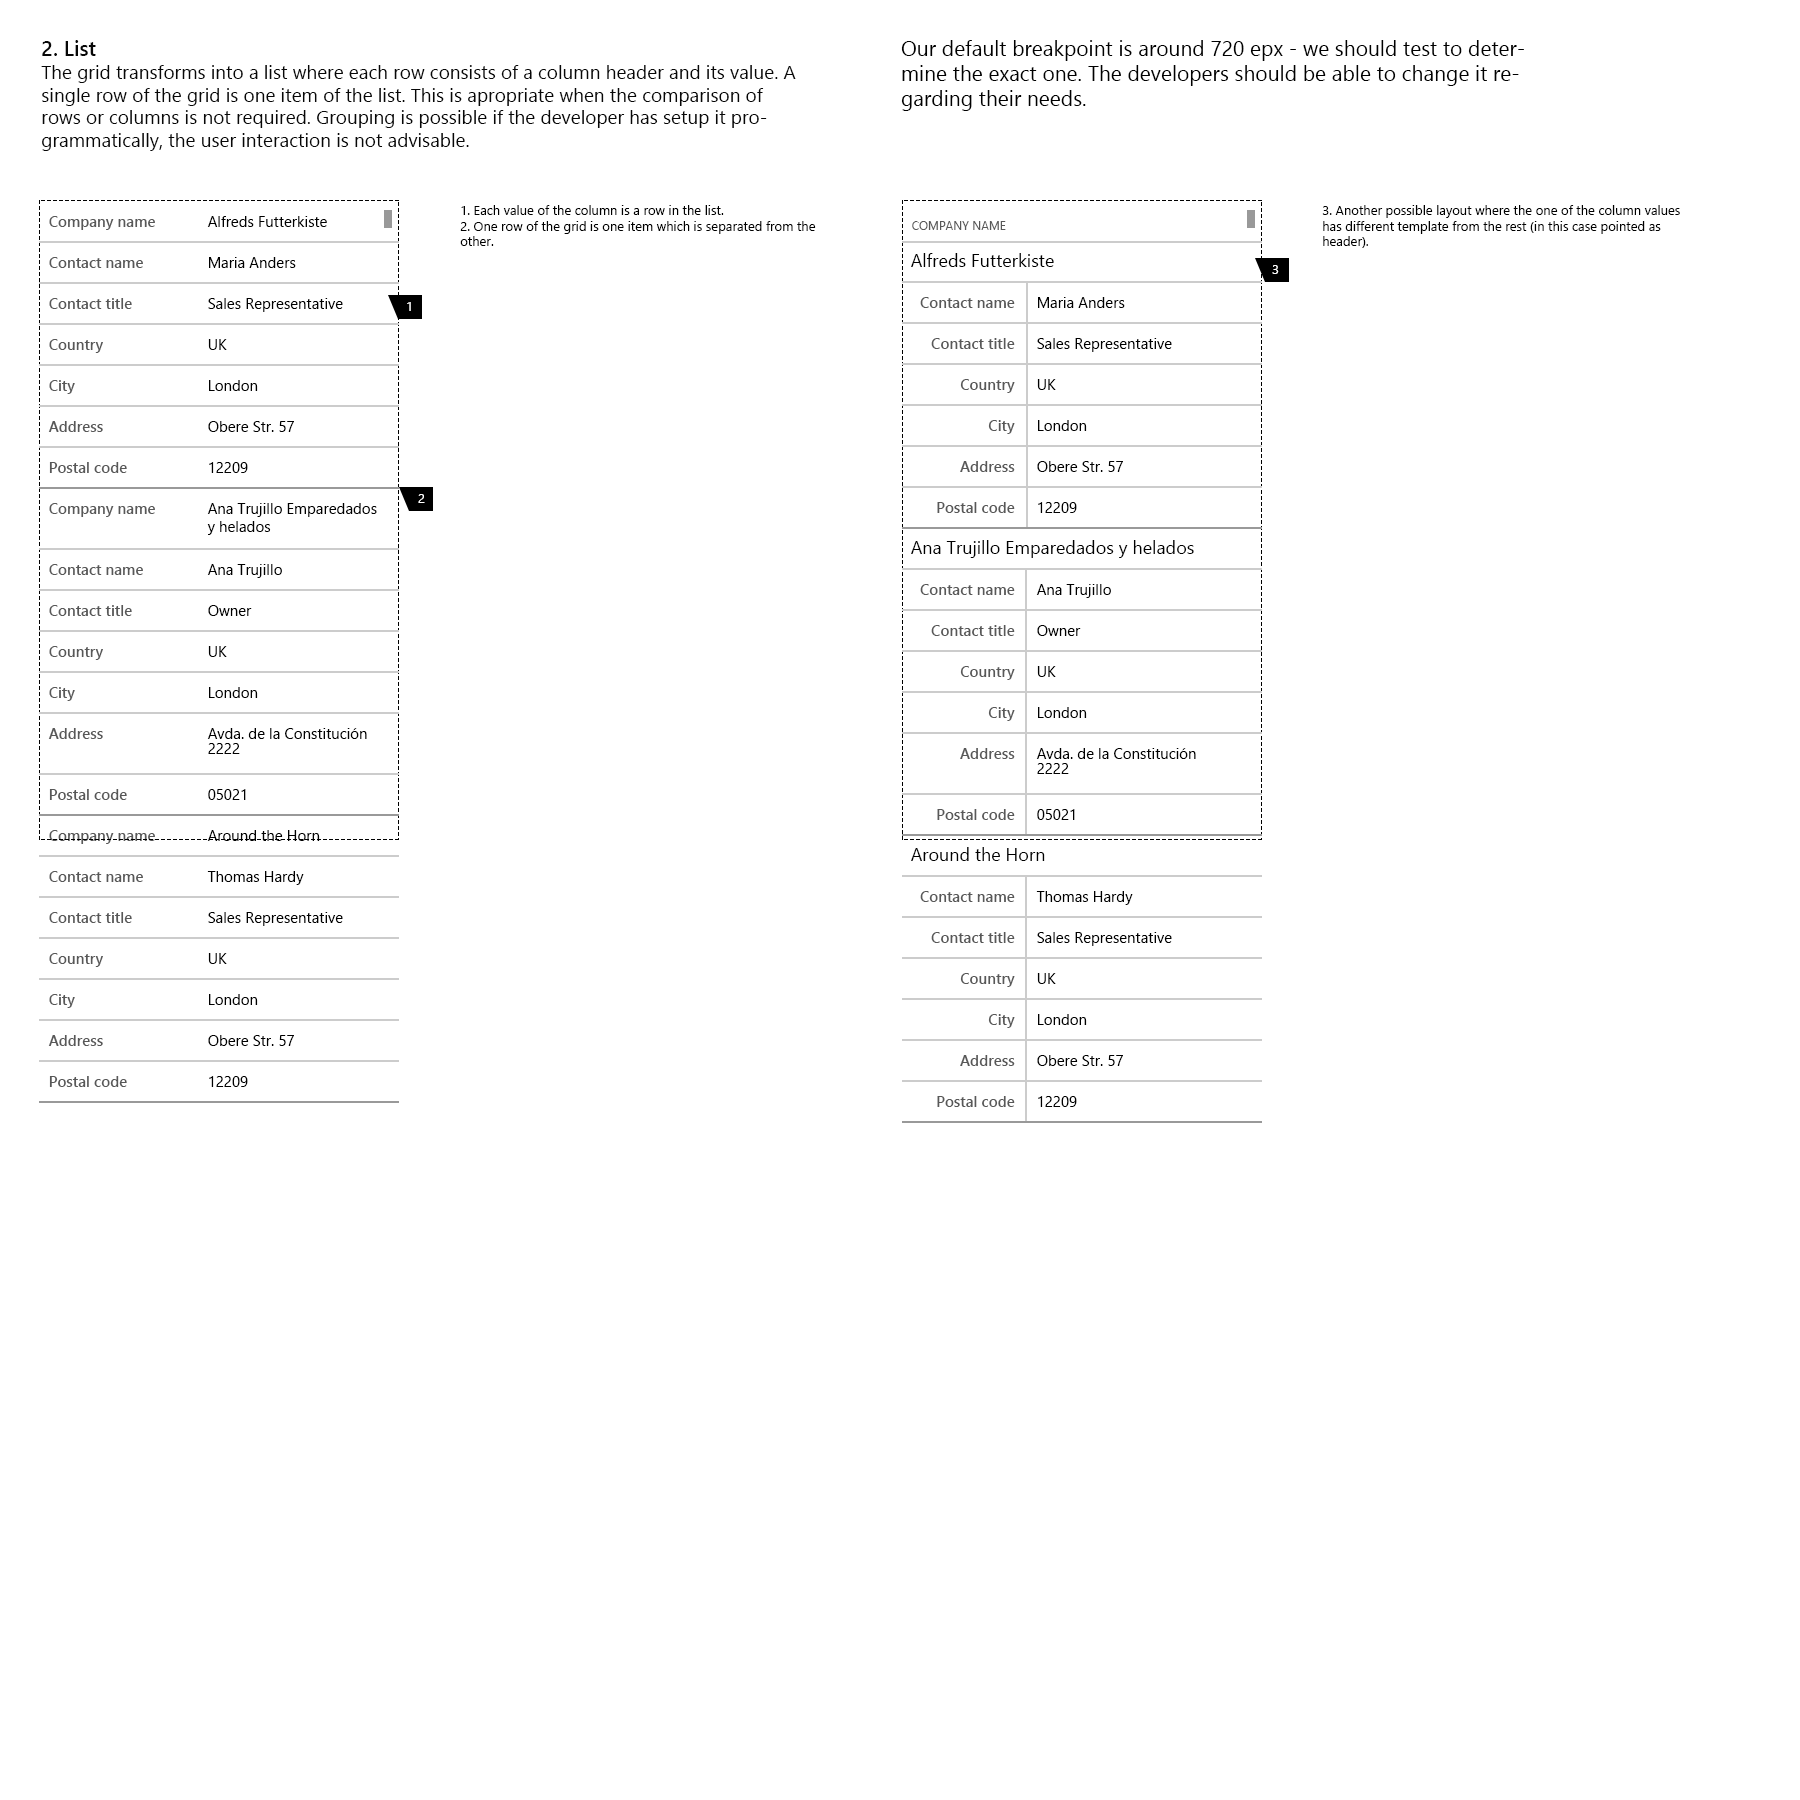 2. List
The grid transforms into a list where each row consists of a column header and its value. A
single row of the grid is one item of the list. This is apropriate when the comparison of
rows or columns is not required. Grouping is possible if the developer has setup it pro-
grammatically, the user interaction is not advisable.
Company name Alfreds Futterkiste
Contact name Maria Anders
Contact title Sales Representative
1
Country UK
City London
Address Obere Str. 57
Postal code 12209
2
Company name Ana Trujillo Emparedados
y helados
Contact name Ana Trujillo
Contact title Owner
Country UK
City London
Address Avda. de la Constitución
2222
Postal code 05021
Company name Around the Horn
Contact name Thomas Hardy
Contact title Sales Representative
Country UK
City London
Address Obere Str. 57
Postal code 12209
1. Each value of the column is a row in the list.
2. One row of the grid is one item which is separated from the
other.
Our default breakpoint is around 720 epx - we should test to deter-
mine the exact one. The developers should be able to change it re-
garding their needs.
COMPANY NAME
Alfreds Futterkiste
3
Contact name Maria Anders
Contact title Sales Representative
Country UK
City London
Address Obere Str. 57
Postal code 12209
Ana Trujillo Emparedados y helados
Contact name Ana Trujillo
Contact title Owner
Country UK
City London
Address Avda. de la Constitución
2222
Postal code 05021
Around the Horn
Contact name Thomas Hardy
Contact title Sales Representative
Country UK
City London
Address Obere Str. 57
Postal code 12209
3. Another possible layout where the one of the column values
has different template from the rest (in this case pointed as
header).